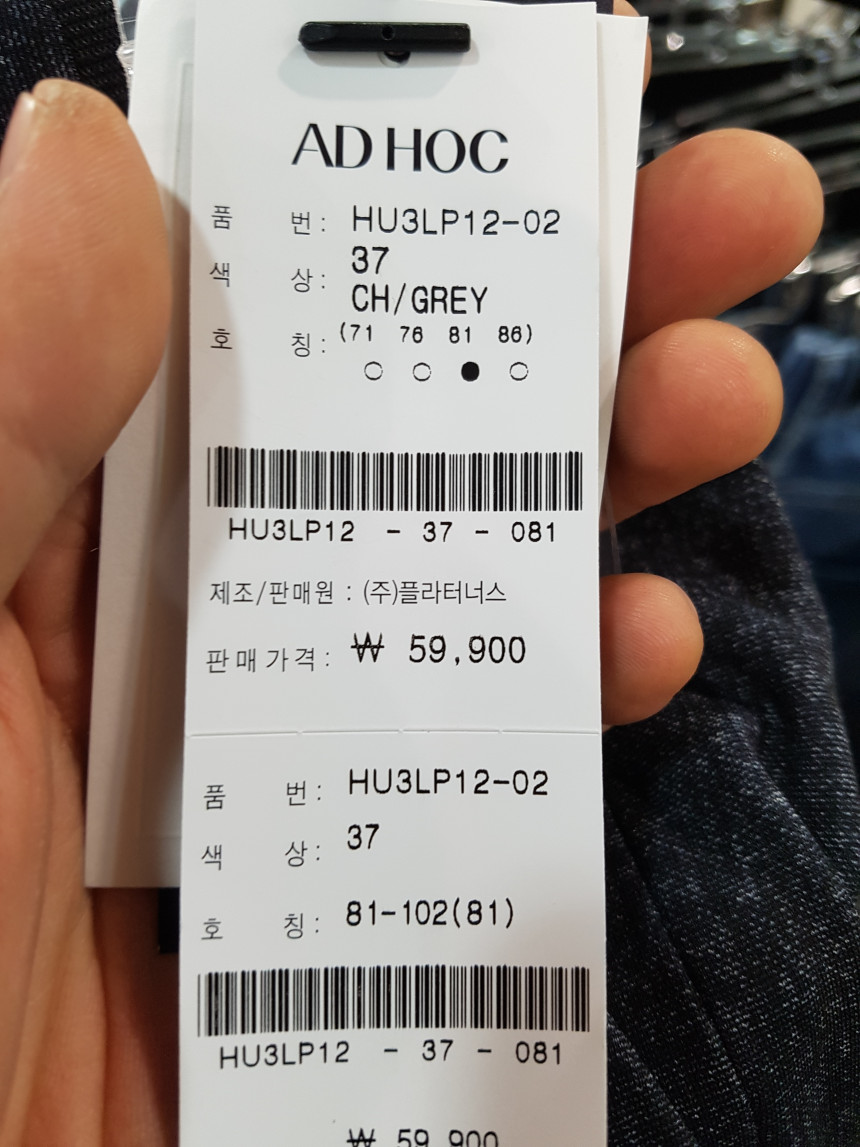 AD HOC
품 번 : HU3LP12-02
색 상 : 37
CH/GREY
호 칭 : (71 76 81 86)
HU3LP12 - 37 - 081
제조/판매원 : (주)플라터너스
판매가격 : ₩ 59,900
품 번 : HU3LP12-02
색 상 : 37
호 칭 : 81-102(81)
HU3LP12 - 37 - 081
₩ 59,900